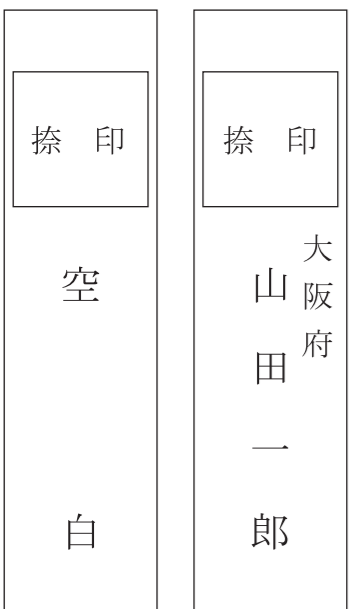 捺 印
大阪府
山田一郎
捺 印
空 白